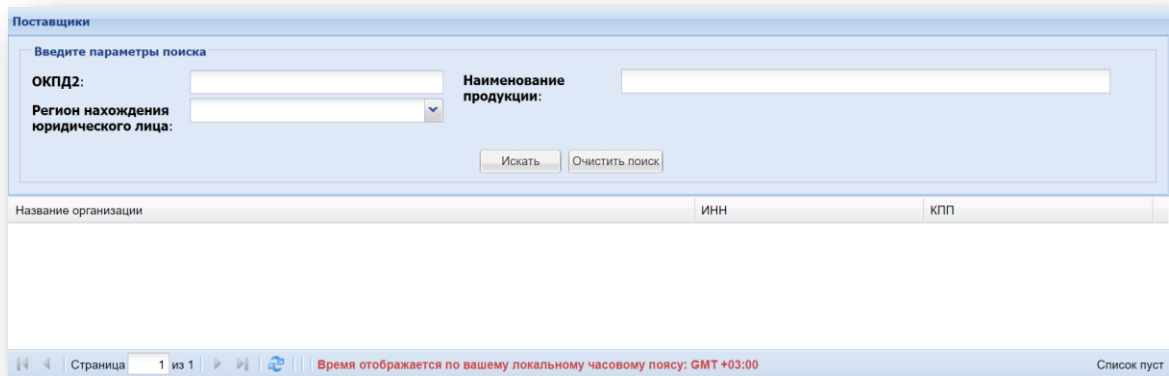 Поставщики
Введите параметры поиска
ОКПД2:
Наименование
продукции:
Регион нахождения
юридического лица:
Искать
Очистить поиск
Название организации
ИНН
КПП
Страница 1 из 1
Время отображается по вашему локальному часовому поясу: GMT +03:00
Список пуст